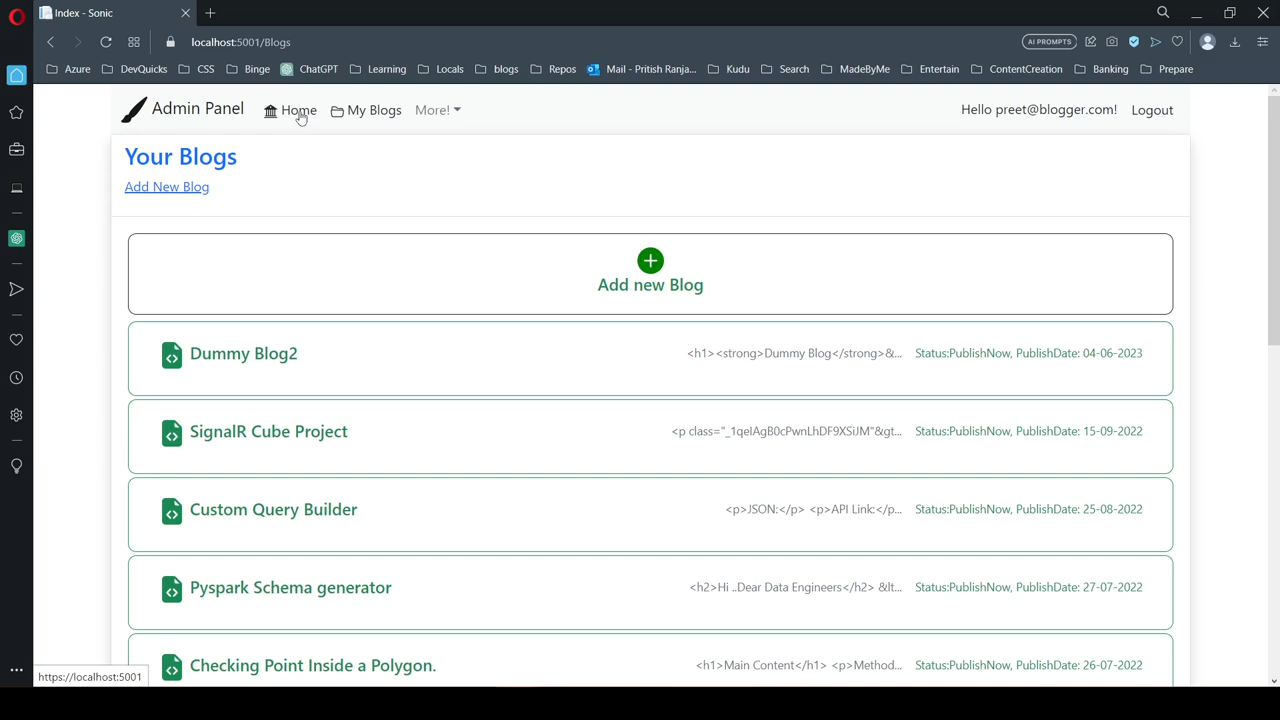 Index - Sonic
localhost:5001/Blogs
AI PROMPTS
Azure DevQuicks CSS Binge ChatGPT Learning Locals blogs Repos Mail - Pritish Ranja... Kudu Search MadeByMe Entertain ContentCreation Banking Prepare
Admin Panel Home My Blogs More! Hello preet@blogger.com! Logout
Your Blogs
Add New Blog
Add new Blog
Dummy Blog2 <h1><strong>Dummy Blog</strong>&... Status:PublishNow, PublishDate: 04-06-2023
SignalR Cube Project <p class="_1qeIAgB0cPwnLhDF9XSiJM"&gt... Status:PublishNow, PublishDate: 15-09-2022
Custom Query Builder <p>JSON:</p> <p>API Link:</p... Status:PublishNow, PublishDate: 25-08-2022
Pyspark Schema generator <h2>Hi ..Dear Data Engineers</h2> &lt... Status:PublishNow, PublishDate: 27-07-2022
Checking Point Inside a Polygon. <h1>Main Content</h1> <p>Method... Status:PublishNow, PublishDate: 26-07-2022
https://localhost:5001